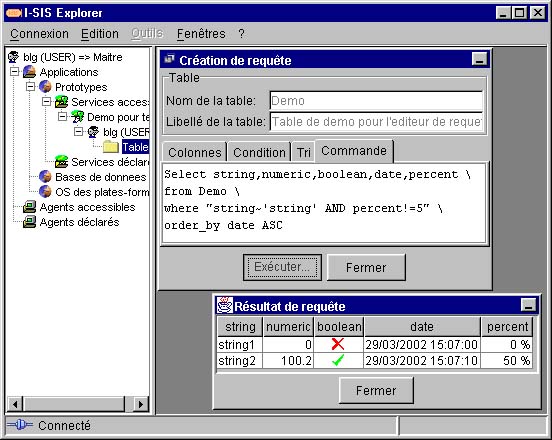 I-SIS Explorer
Connexion Edition Outils Fenêtres ?
blg (USER) => Maitre
Applications
Prototypes
Services access
Demo pour te
blg (USER
Table
Services déclaré
Bases de donnees
OS des plates-form
Agents accessibles
Agents déclarés
Création de requête
Table
Nom de la table: Demo
Libellé de la table: Table de demo pour l'editeur de reque
Colonnes Condition Tri Commande
Select string,numeric,boolean,date,percent \
from Demo \
where "string~'string' AND percent!=5" \
order_by date ASC
Exécuter... Fermer
Résultat de requête
string numeric boolean date percent
string1 0 29/03/2002 15:07:00 0 %
string2 100.2 29/03/2002 15:07:10 50 %
Fermer
Connecté